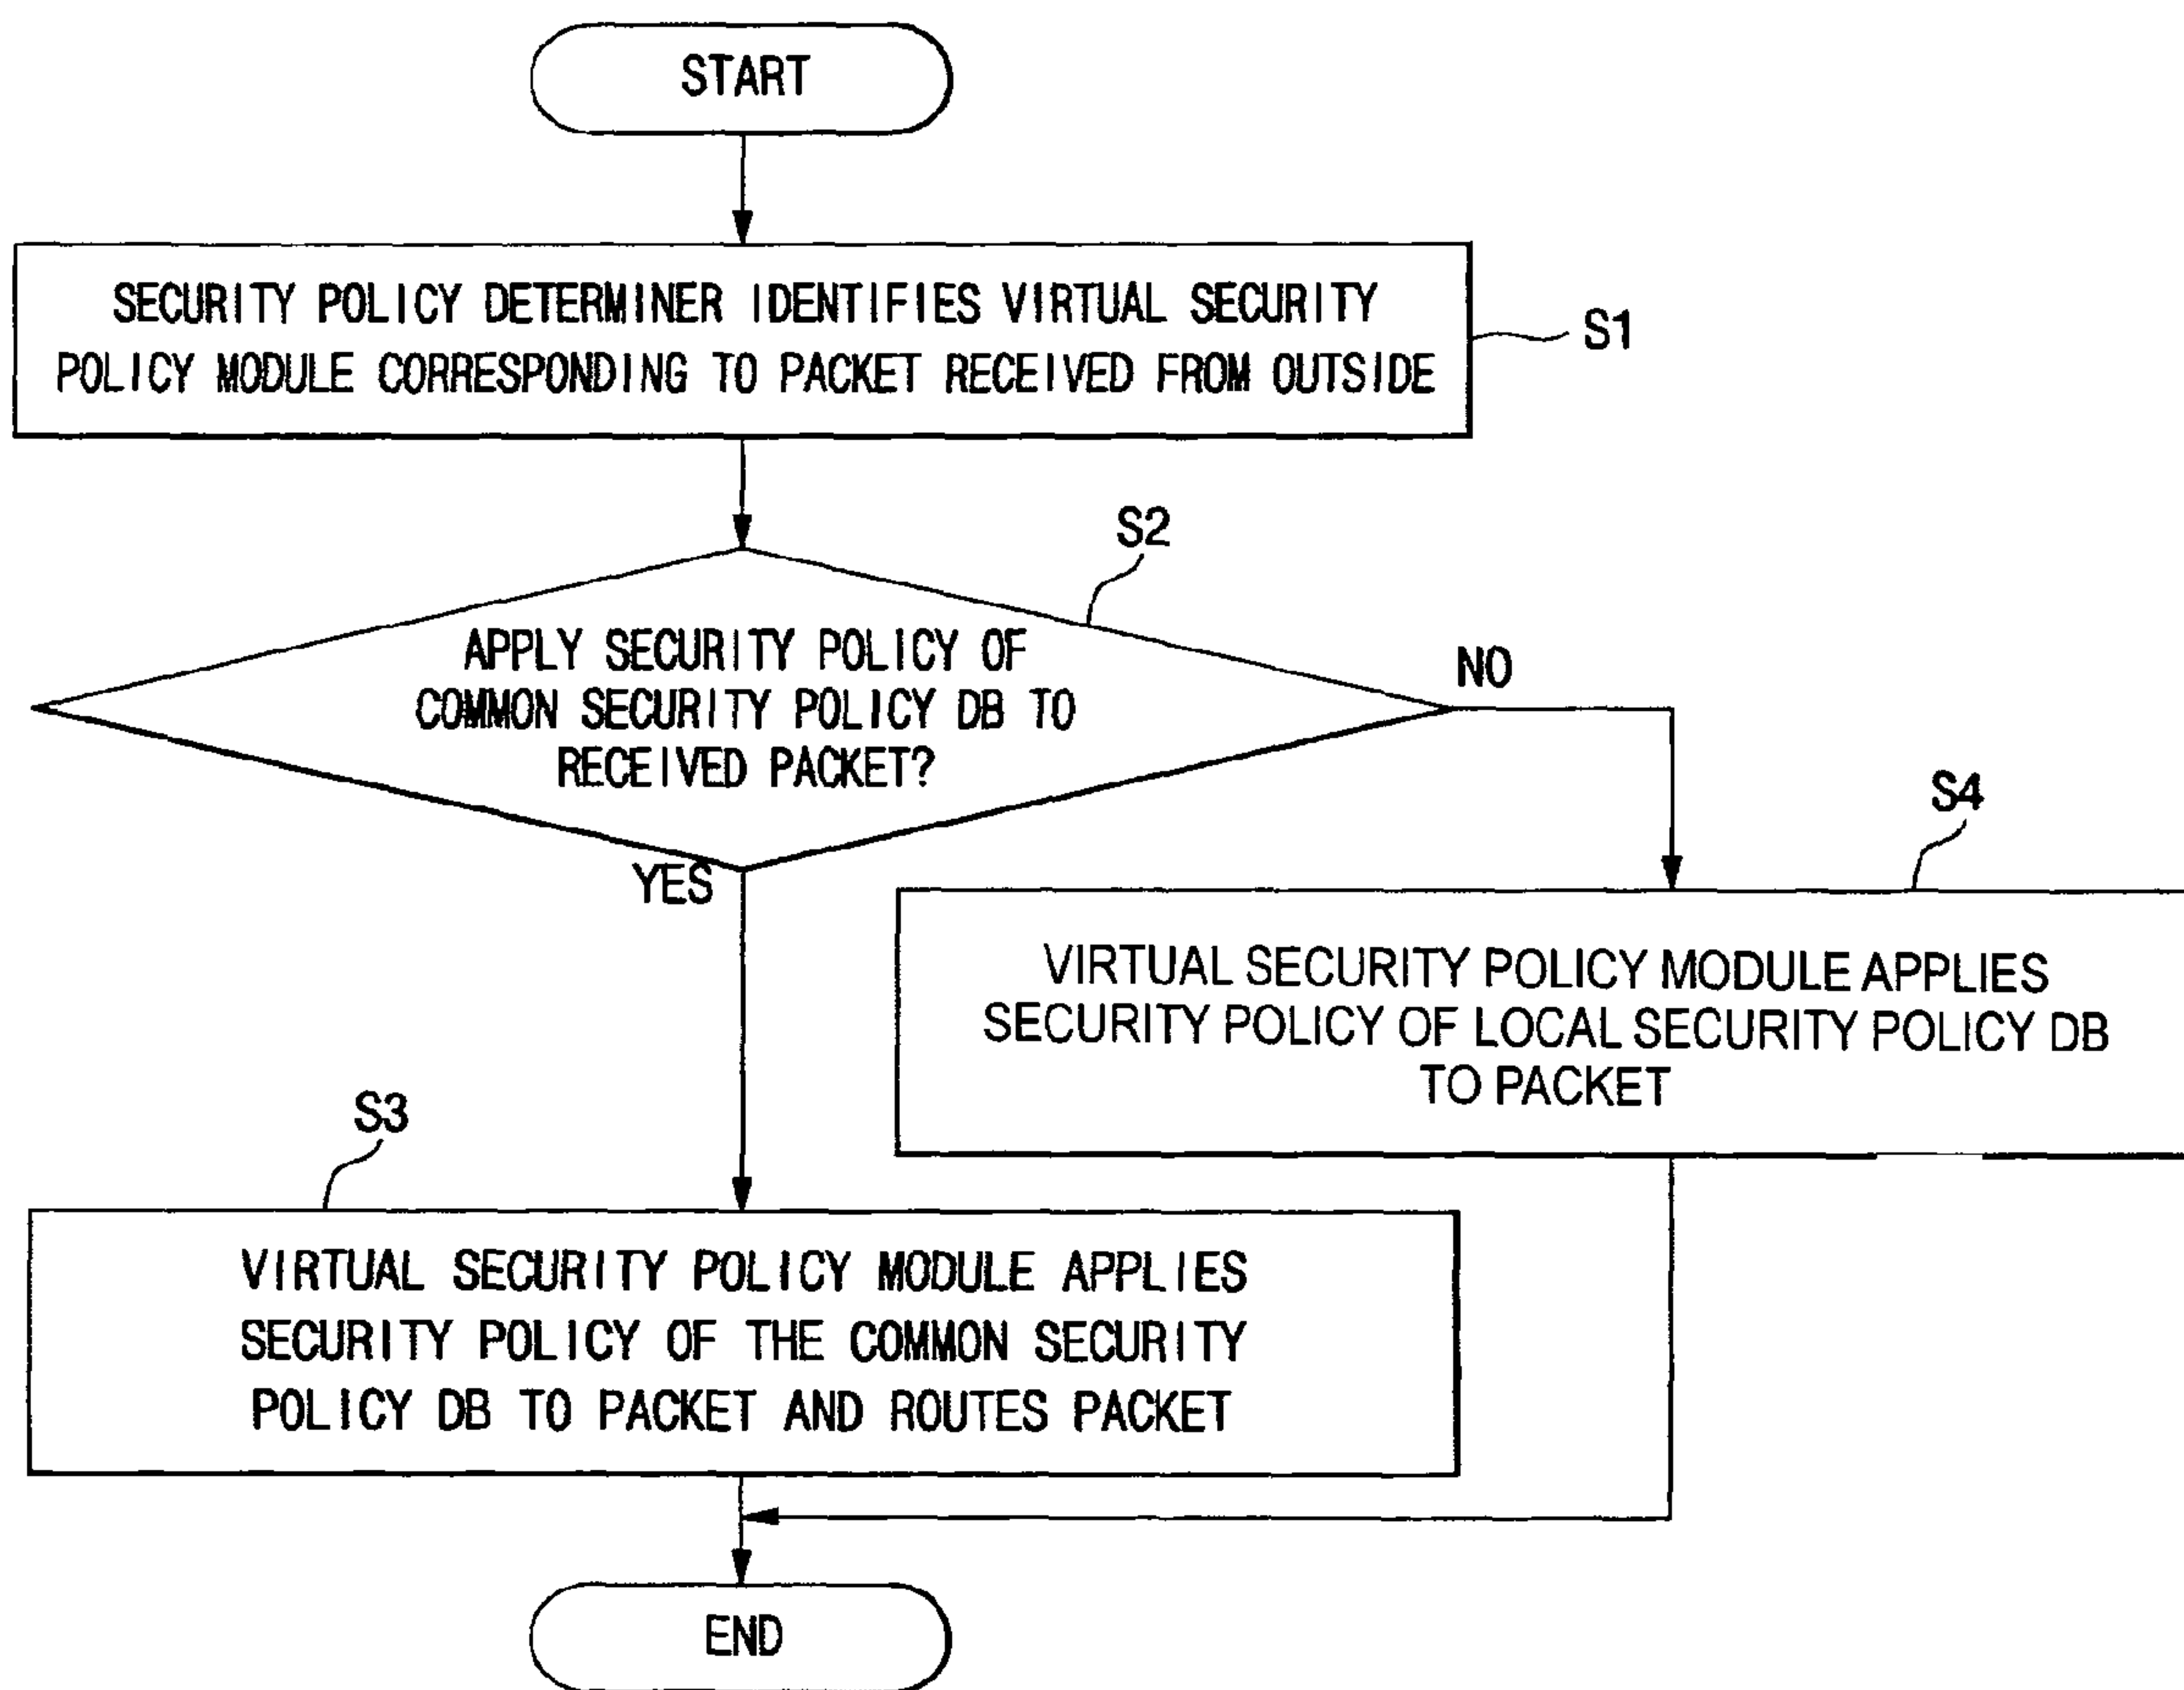 START
SECURITY POLICY DETERMINER IDENTIFIES VIRTUAL SECURITY
POLICY MODULE CORRESPONDING TO PACKET RECEIVED FROM OUTSIDE
S1
S2
APPLY SECURITY POLICY OF
COMMON SECURITY POLICY DB TO
RECEIVED PACKET?
NO
YES
S4
VIRTUAL SECURITY POLICY MODULE APPLIES
SECURITY POLICY OF LOCAL SECURITY POLICY DB
TO PACKET
S3
VIRTUAL SECURITY POLICY MODULE APPLIES
SECURITY POLICY OF THE COMMON SECURITY
POLICY DB TO PACKET AND ROUTES PACKET
END